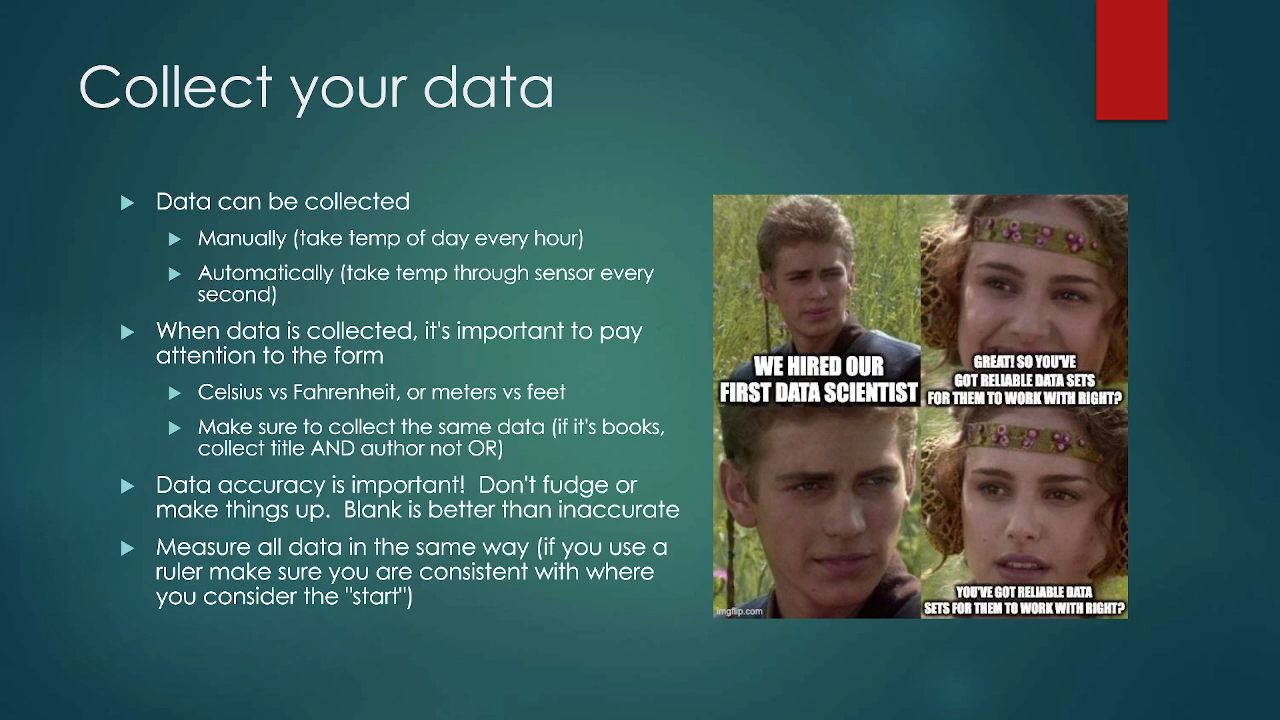 Collect your data
Data can be collected
Manually (take temp of day every hour)
Automatically (take temp through sensor every
second)
When data is collected, it's important to pay
attention to the form
Celsius vs Fahrenheit, or meters vs feet
Make sure to collect the same data (if it's books,
collect title AND author not OR)
Data accuracy is important!  Don't fudge or
make things up.  Blank is better than inaccurate
Measure all data in the same way (if you use a
ruler make sure you are consistent with where
you consider the "start")
WE HIRED OUR
FIRST DATA SCIENTIST
GREAT! SO YOU'VE
GOT RELIABLE DATA SETS
FOR THEM TO WORK WITH RIGHT?
YOU'VE GOT RELIABLE DATA
SETS FOR THEM TO WORK WITH RIGHT?
imgflip.com